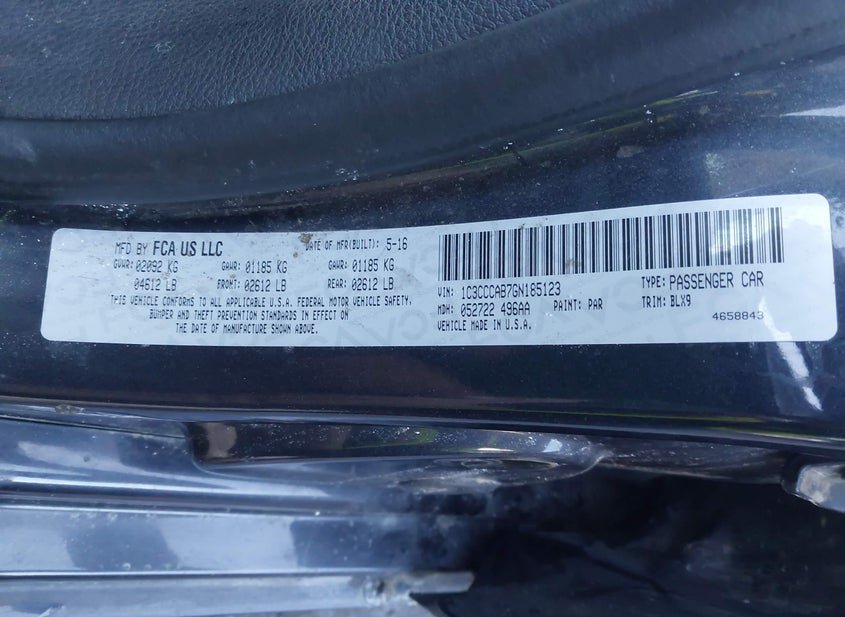 MFD BY FCA US LLC DATE OF MFR(BUILT): 5-16
GVWR: 02092 KG GAWR: 01185 KG GAWR: 01185 KG
04612 LB FRONT: 02612 LB REAR: 02612 LB
THIS VEHICLE CONFORMS TO ALL APPLICABLE U.S.A. FEDERAL MOTOR VEHICLE SAFETY,
BUMPER AND THEFT PREVENTION STANDARDS IN EFFECT ON
THE DATE OF MANUFACTURE SHOWN ABOVE.
VIN: 1C3CCCAB7GN185123 TYPE: PASSENGER CAR
MDH: 052722 496AA PAINT: PAR TRIM: BLX9
VEHICLE MADE IN U.S.A. 4658843